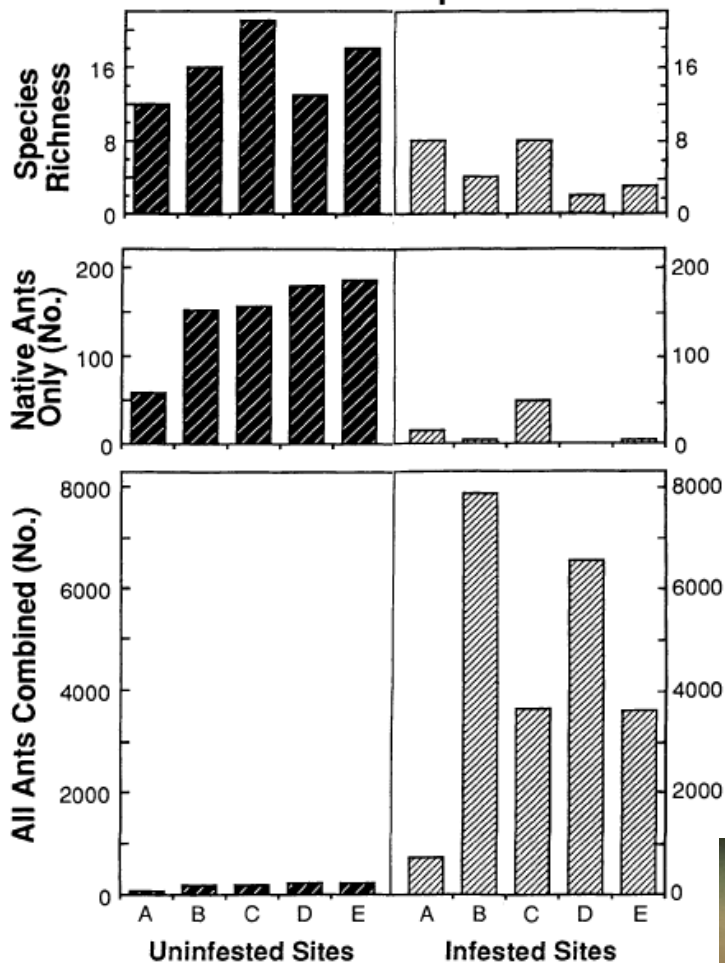 Species
Richness
16
8
0
16
8
0
Native Ants
Only (No.)
200
100
0
200
100
0
All Ants Combined (No.)
8000
6000
4000
2000
0
8000
6000
4000
2000
0
A B C D E
A B C D E
Uninfested Sites
Infested Sites